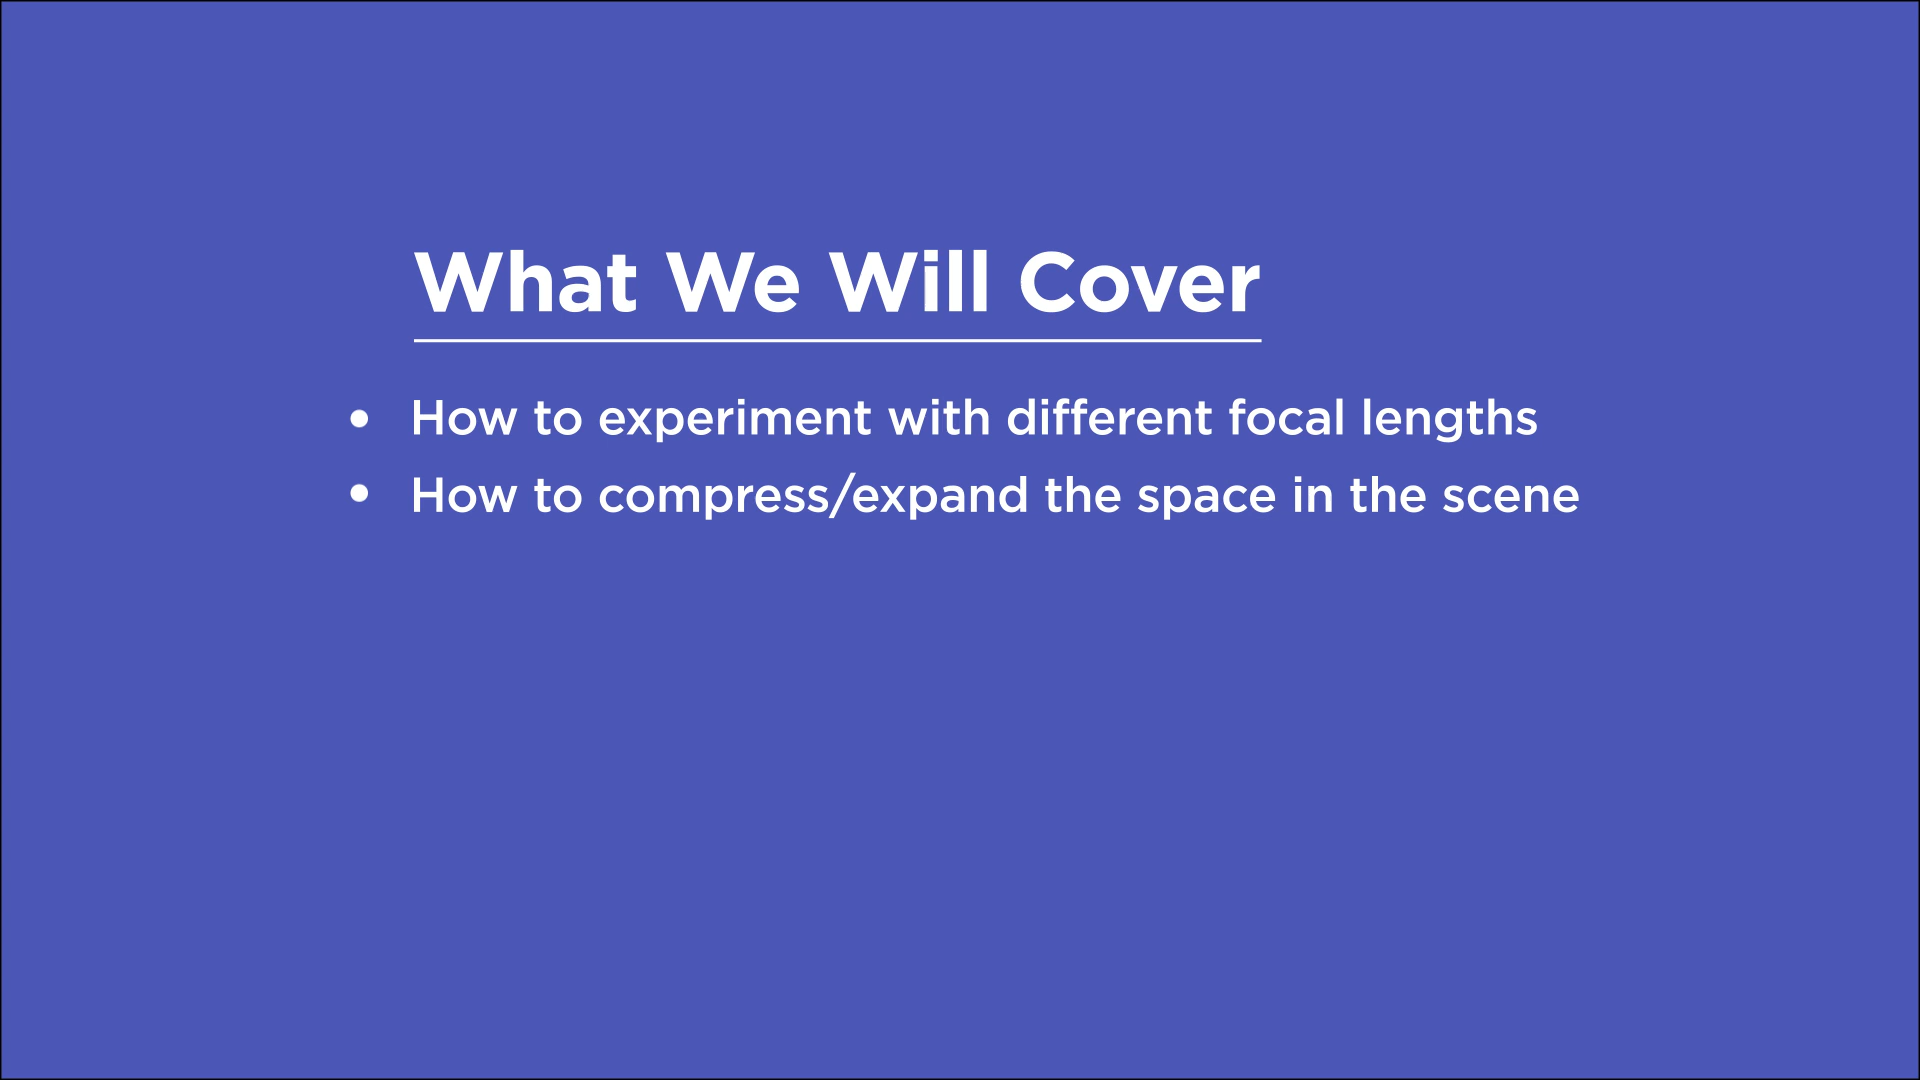 What We Will Cover
• How to experiment with different focal lengths
• How to compress/expand the space in the scene